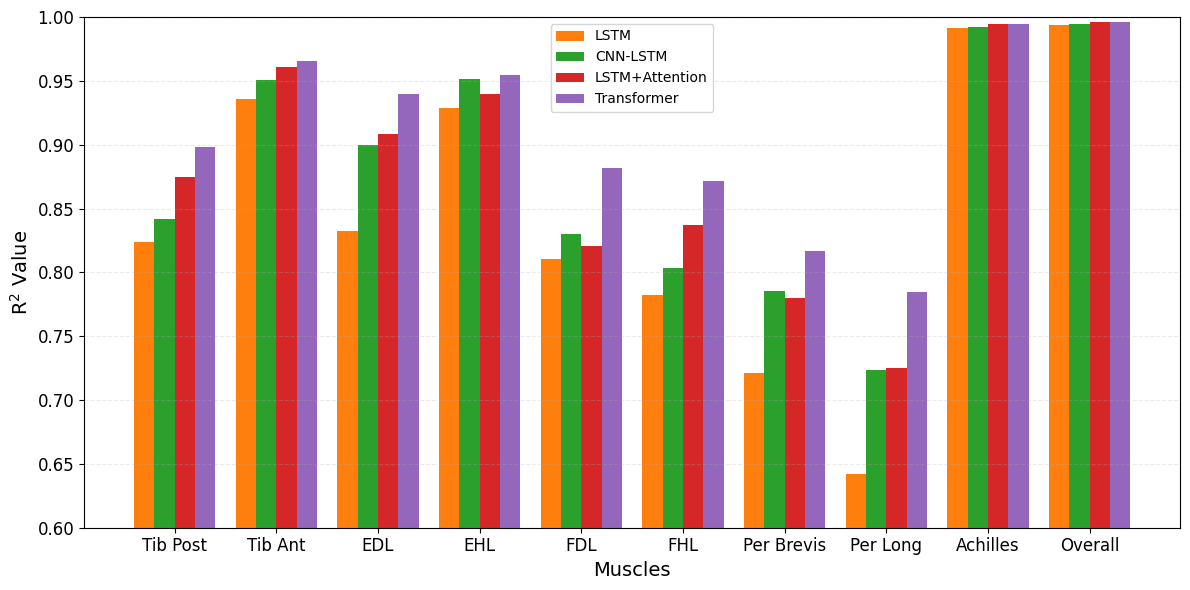 1.00
0.95
0.90
0.85
0.80
0.75
0.70
0.65
0.60
R² Value
LSTM
CNN-LSTM
LSTM+Attention
Transformer
Tib Post Tib Ant EDL EHL FDL FHL Per Brevis Per Long Achilles Overall
Muscles